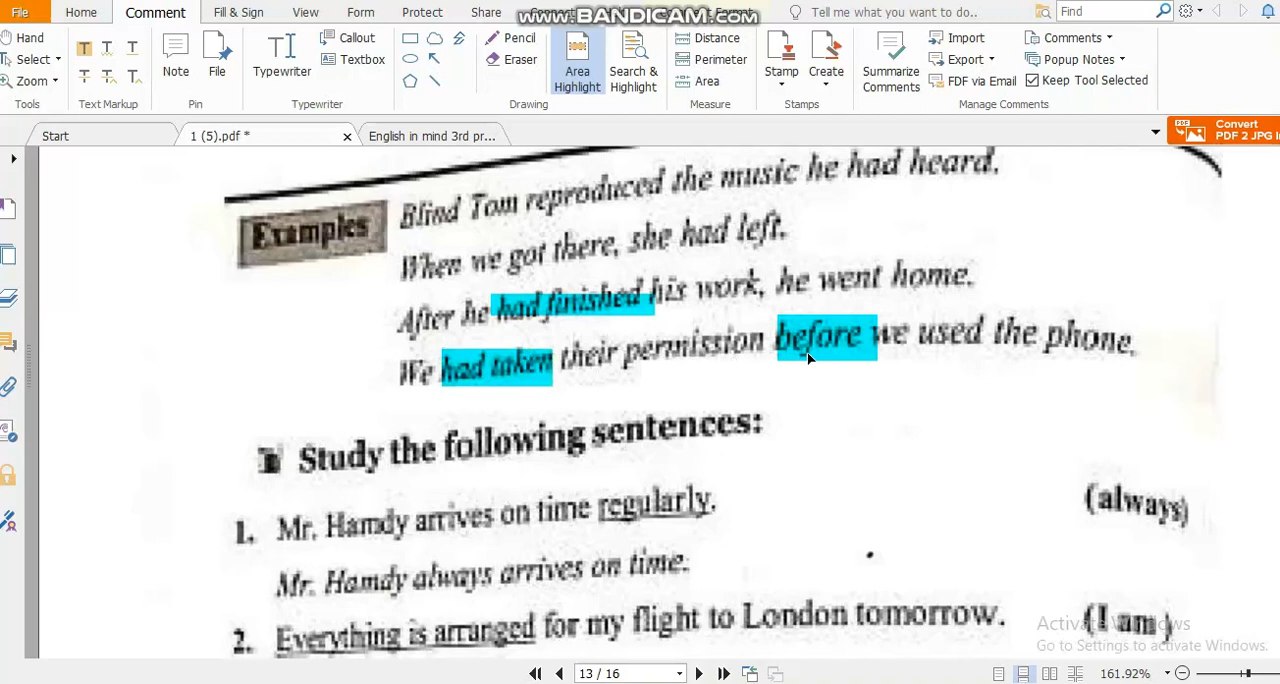 www.BANDICAM.com
File Home Comment Fill & Sign View Form Protect Share Tell me what you want to do.. Find
Hand
Select
Zoom
Tools
Text Markup
Note File
Pin
Typewriter
Callout
Textbox
Typewriter
Pencil
Eraser
Area Highlight
Search & Highlight
Drawing
Distance
Perimeter
Area
Measure
Stamp Create
Stamps
Summarize Comments
Import
Export
FDF via Email
Comments
Popup Notes
Keep Tool Selected
Manage Comments
Start 1 (5).pdf * English in mind 3rd pr...
Convert
PDF 2 JPG
Examples
Blind Tom reproduced the music he had heard.
When we got there, she had left.
After he had finished his work, he went home.
We had taken their permission before we used the phone.
Study the following sentences:
1. Mr. Hamdy arrives on time regularly. (always)
Mr. Hamdy always arrives on time.
2. Everything is arranged for my flight to London tomorrow. (I am)
Activate Windows
Go to Settings to activate Windows.
13 / 16
161.92%